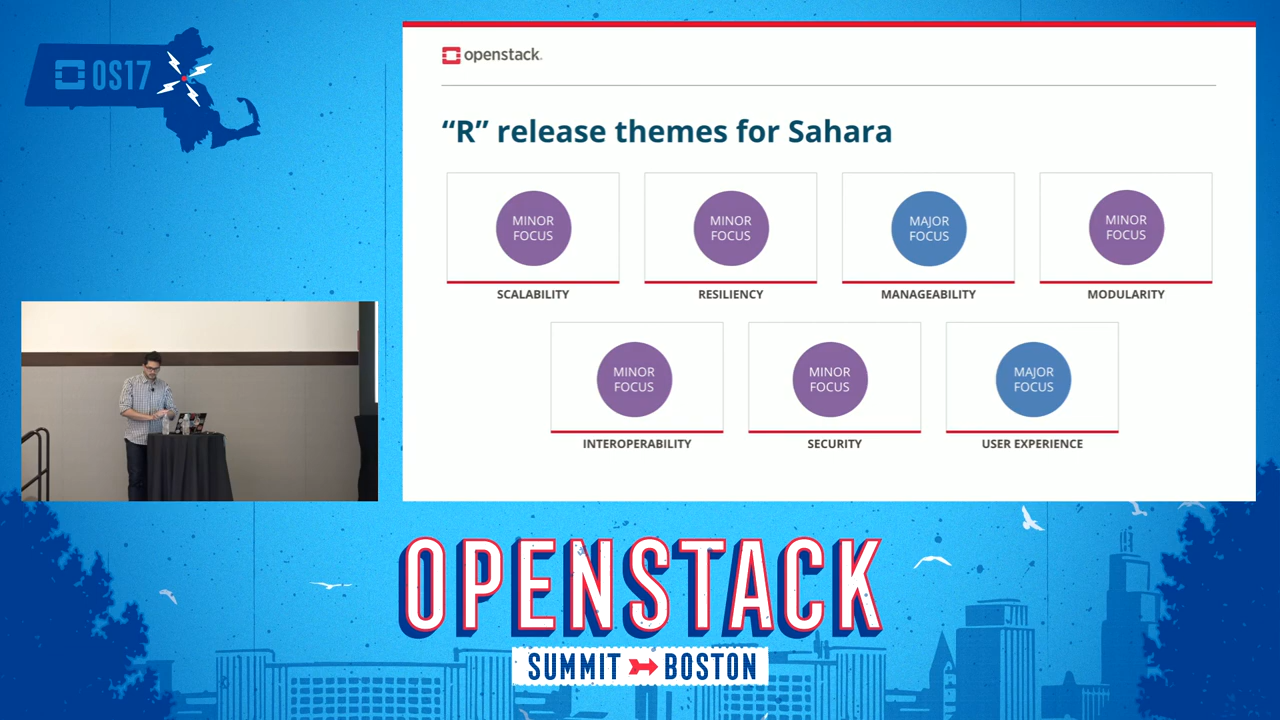 OS17
openstack.
“R” release themes for Sahara
MINOR
FOCUS
MINOR
FOCUS
MAJOR
FOCUS
MINOR
FOCUS
SCALABILITY
RESILIENCY
MANAGEABILITY
MODULARITY
MINOR
FOCUS
MINOR
FOCUS
MAJOR
FOCUS
INTEROPERABILITY
SECURITY
USER EXPERIENCE
OPENSTACK
SUMMIT BOSTON